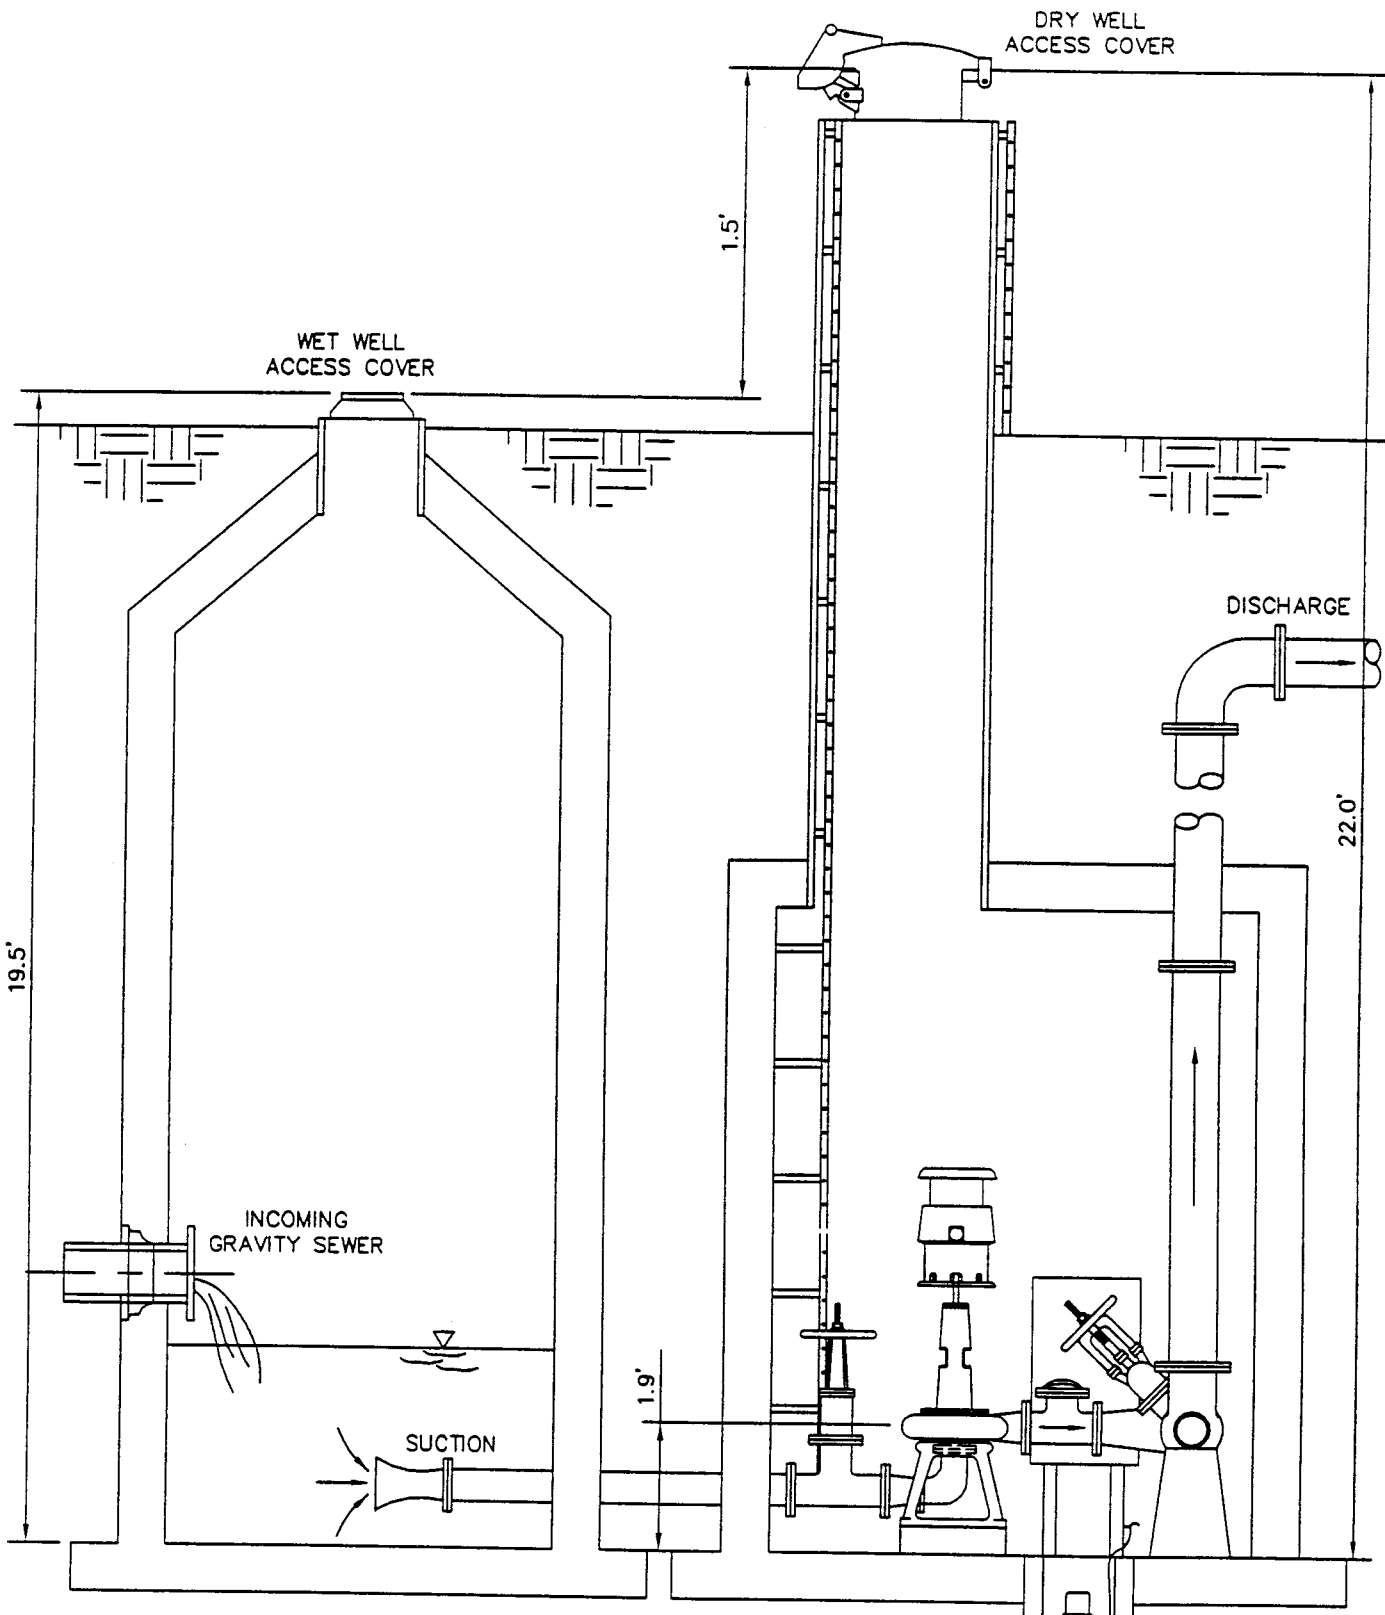 DRY WELL
ACCESS COVER
1.5'
WET WELL
ACCESS COVER
DISCHARGE
22.0'
19.5'
INCOMING
GRAVITY SEWER
1.9'
SUCTION